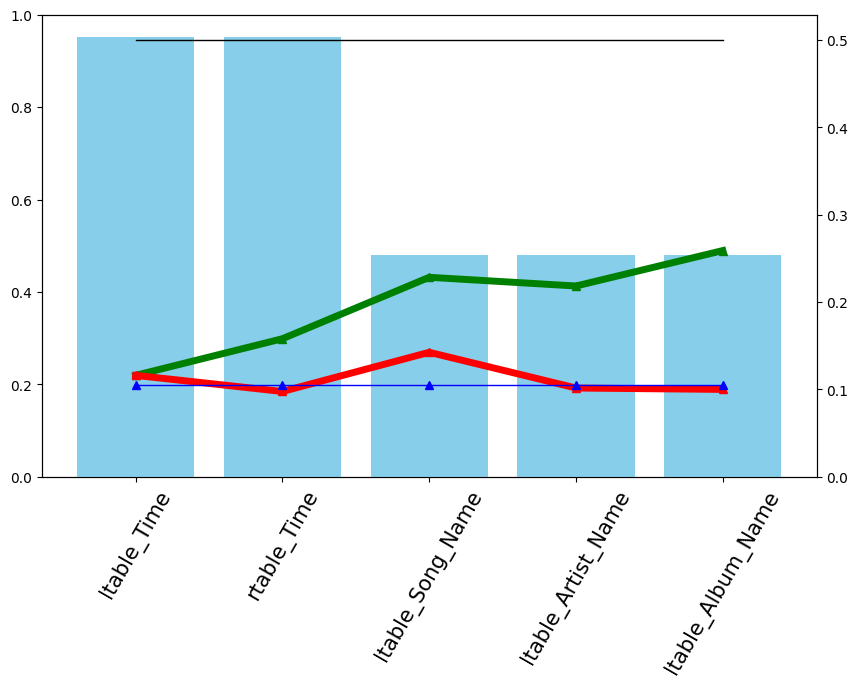 1.0
0.8
0.6
0.4
0.2
0.0
0.5
0.4
0.3
0.2
0.1
0.0
ltable_Time
rtable_Time
ltable_Song_Name
ltable_Artist_Name
ltable_Album_Name